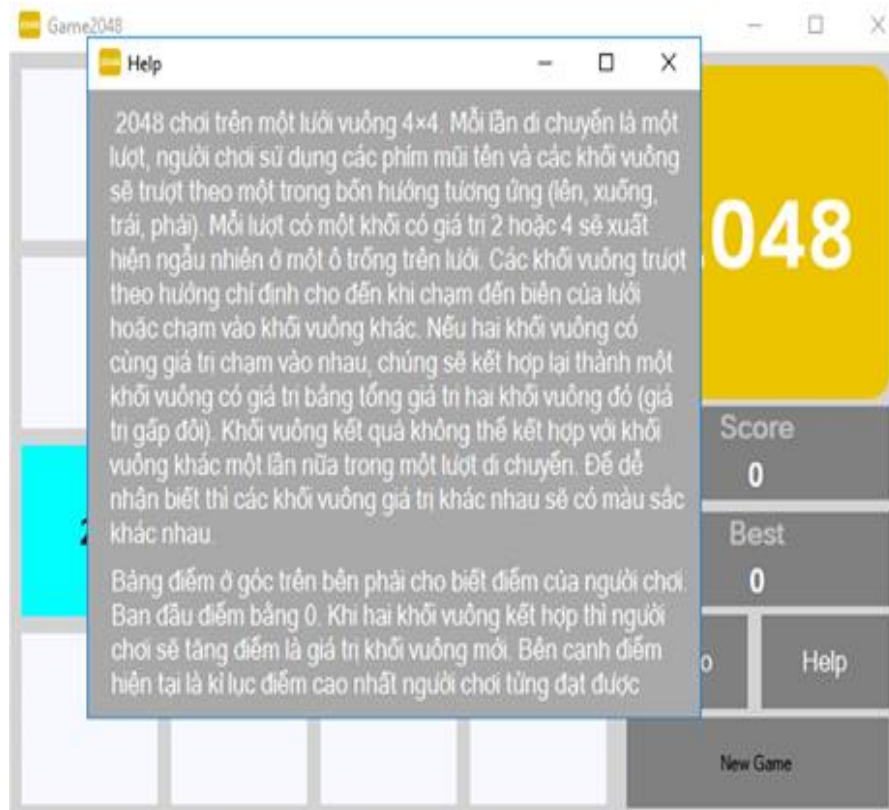 Game2048
Help
2048 chơi trên một lưới vuông 4×4. Mỗi lần di chuyển là một
lượt, người chơi sử dụng các phím mũi tên và các khối vuông
sẽ trượt theo một trong bốn hướng tương ứng (lên, xuống,
trái, phải). Mỗi lượt có một khối có giá trị 2 hoặc 4 sẽ xuất
hiện ngẫu nhiên ở một ô trống trên lưới. Các khối vuông trượt
theo hướng chỉ định cho đến khi chạm đến biên của lưới
hoặc chạm vào khối vuông khác. Nếu hai khối vuông có
cùng giá trị chạm vào nhau, chúng sẽ kết hợp lại thành một
khối vuông có giá trị bằng tổng giá trị hai khối vuông đó (giá
trị gấp đôi). Khối vuông kết quả không thể kết hợp với khối
vuông khác một lần nữa trong một lượt di chuyển. Để dễ
nhận biết thì các khối vuông giá trị khác nhau sẽ có màu sắc
khác nhau.
Bảng điểm ở góc trên bên phải cho biết điểm của người chơi.
Ban đầu điểm bằng 0. Khi hai khối vuông kết hợp thì người
chơi sẽ tăng điểm là giá trị khối vuông mới. Bên cạnh điểm
hiện tại là kỉ lục điểm cao nhất người chơi từng đạt được
048
Score
0
Best
0
o
Help
New Game